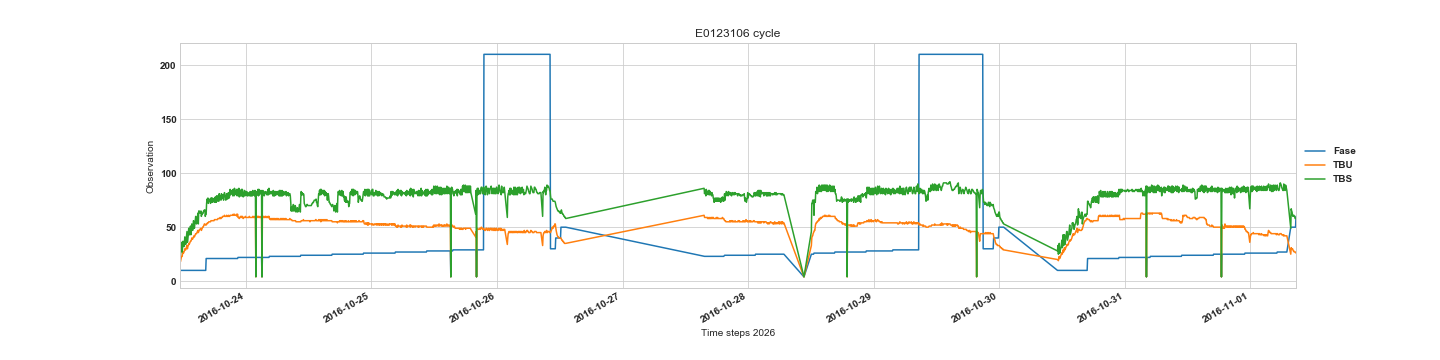 E0123106 cycle
Observation
200
150
100
50
0
2016-10-24
2016-10-25
2016-10-26
2016-10-27
2016-10-28
2016-10-29
2016-10-30
2016-10-31
2016-11-01
Time steps 2026
Fase
TBU
TBS